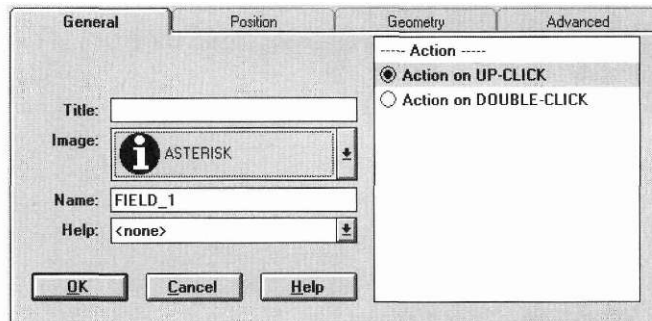 General Position Geometry Advanced
----- Action -----
Action on UP-CLICK
Action on DOUBLE-CLICK
Title:
Image: ASTERISK
Name: FIELD_1
Help: <none>
OK Cancel Help